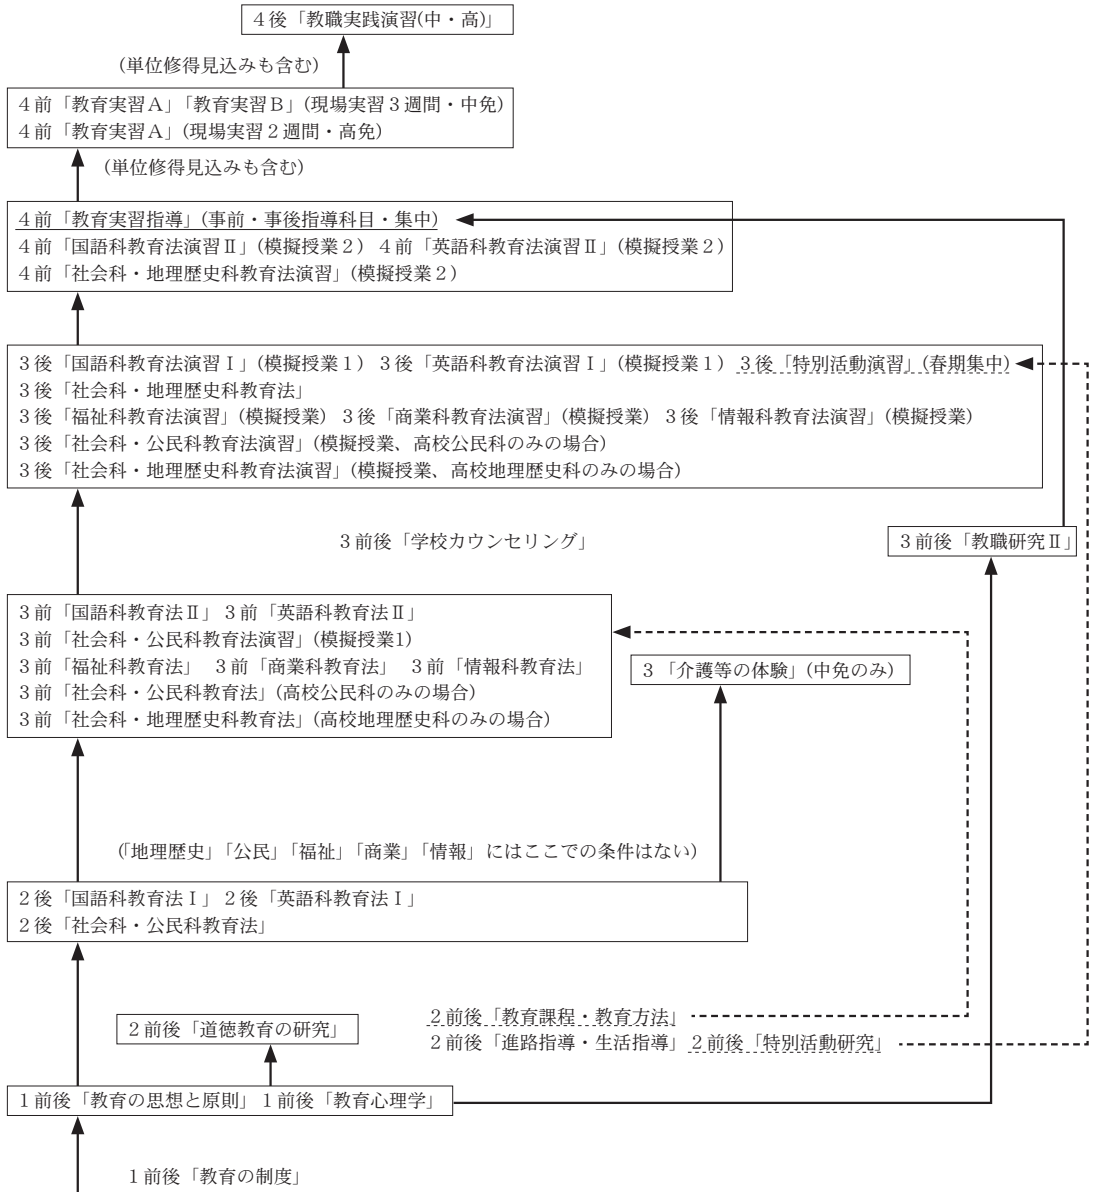 ４後「教職実践演習(中・高)」
(単位修得見込みも含む)
４前「教育実習Ａ」「教育実習Ｂ」(現場実習３週間・中免)
４前「教育実習Ａ」(現場実習２週間・高免)
(単位修得見込みも含む)
４前「教育実習指導」(事前・事後指導科目・集中)
４前「国語科教育法演習Ⅱ」(模擬授業２) ４前「英語科教育法演習Ⅱ」(模擬授業２)
４前「社会科・地理歴史科教育法演習」(模擬授業２)
３後「国語科教育法演習Ⅰ」(模擬授業１) ３後「英語科教育法演習Ⅰ」(模擬授業１) ３後「特別活動演習」(春期集中)
３後「社会科・地理歴史科教育法」
３後「福祉科教育法演習」(模擬授業) ３後「商業科教育法演習」(模擬授業) ３後「情報科教育法演習」(模擬授業)
３後「社会科・公民科教育法演習」(模擬授業、高校公民科のみの場合)
３後「社会科・地理歴史科教育法演習」(模擬授業、高校地理歴史科のみの場合)
３前後「学校カウンセリング」
３前後「教職研究Ⅱ」
３前「国語科教育法Ⅱ」 ３前「英語科教育法Ⅱ」
３前「社会科・公民科教育法演習」(模擬授業1)
３前「福祉科教育法」 ３前「商業科教育法」 ３前「情報科教育法」
３前「社会科・公民科教育法」(高校公民科のみの場合)
３前「社会科・地理歴史科教育法」(高校地理歴史科のみの場合)
３「介護等の体験」(中免のみ)
(「地理歴史」「公民」「福祉」「商業」「情報」にはここでの条件はない)
２後「国語科教育法Ⅰ」２後「英語科教育法Ⅰ」
２後「社会科・公民科教育法」
２前後「教育課程・教育方法」
２前後「道徳教育の研究」
２前後「進路指導・生活指導」２前後「特別活動研究」
１前後「教育の思想と原則」１前後「教育心理学」
１前後「教育の制度」